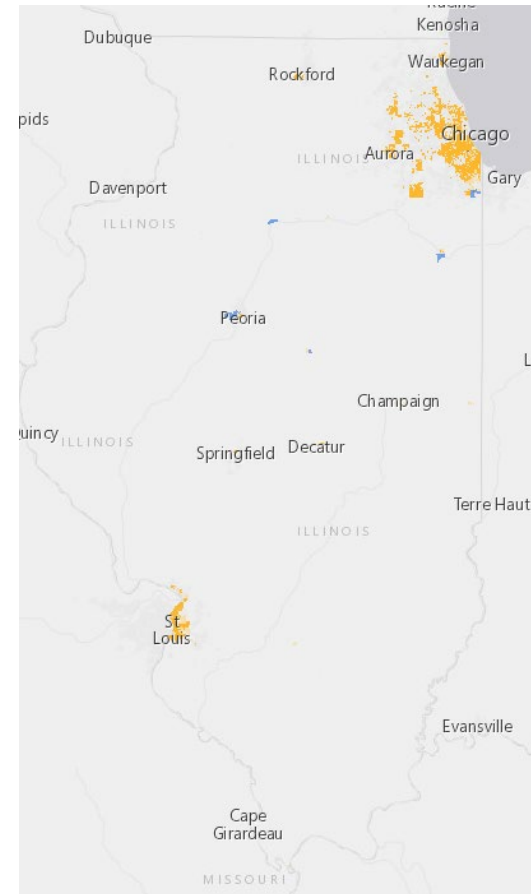 Kenosha
Dubuque
Waukegan
Rockford
pids
Chicago
Aurora
ILLINOIS
Gary
Davenport
ILLINOIS
Peoria
L
Champaign
uincy
ILLINOIS
Springfield
Decatur
Terre Haut
ILLINOIS
St
Louis
Evansville
Cape
Girardeau
MISSOURI